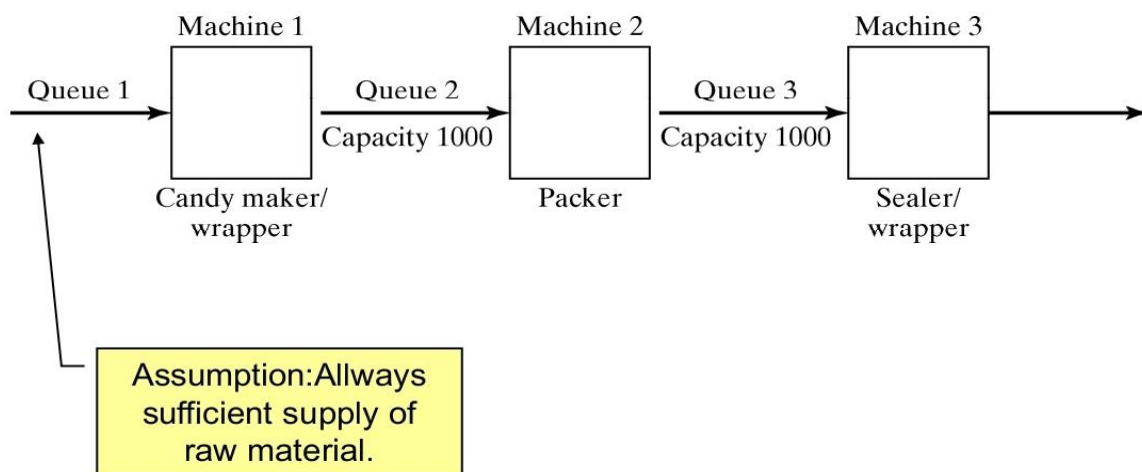 Machine 1
Machine 2
Machine 3
Queue 1
Queue 2
Queue 3
Capacity 1000
Capacity 1000
Candy maker/
wrapper
Packer
Sealer/
wrapper
Assumption:Allways
sufficient supply of
raw material.